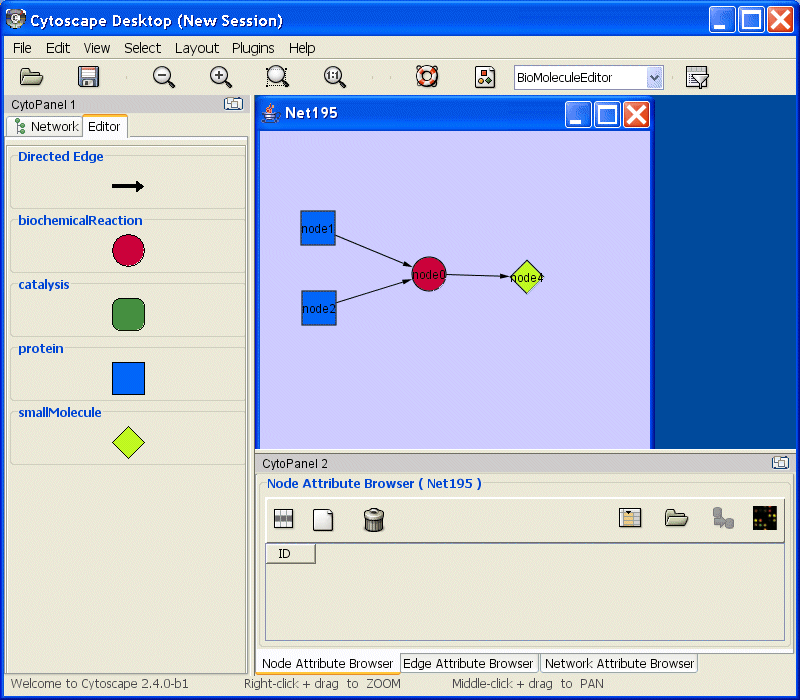 Cytoscape Desktop (New Session)
File Edit View Select Layout Plugins Help
1:1 BioMoleculeEditor
CytoPanel 1
Network Editor
Directed Edge
biochemicalReaction
catalysis
protein
smallMolecule
Net195
node1
node0
node4
node2
CytoPanel 2
Node Attribute Browser ( Net195 )
ID
Node Attribute Browser Edge Attribute Browser Network Attribute Browser
Welcome to Cytoscape 2.4.0-b1 Right-click + drag to ZOOM Middle-click + drag to PAN